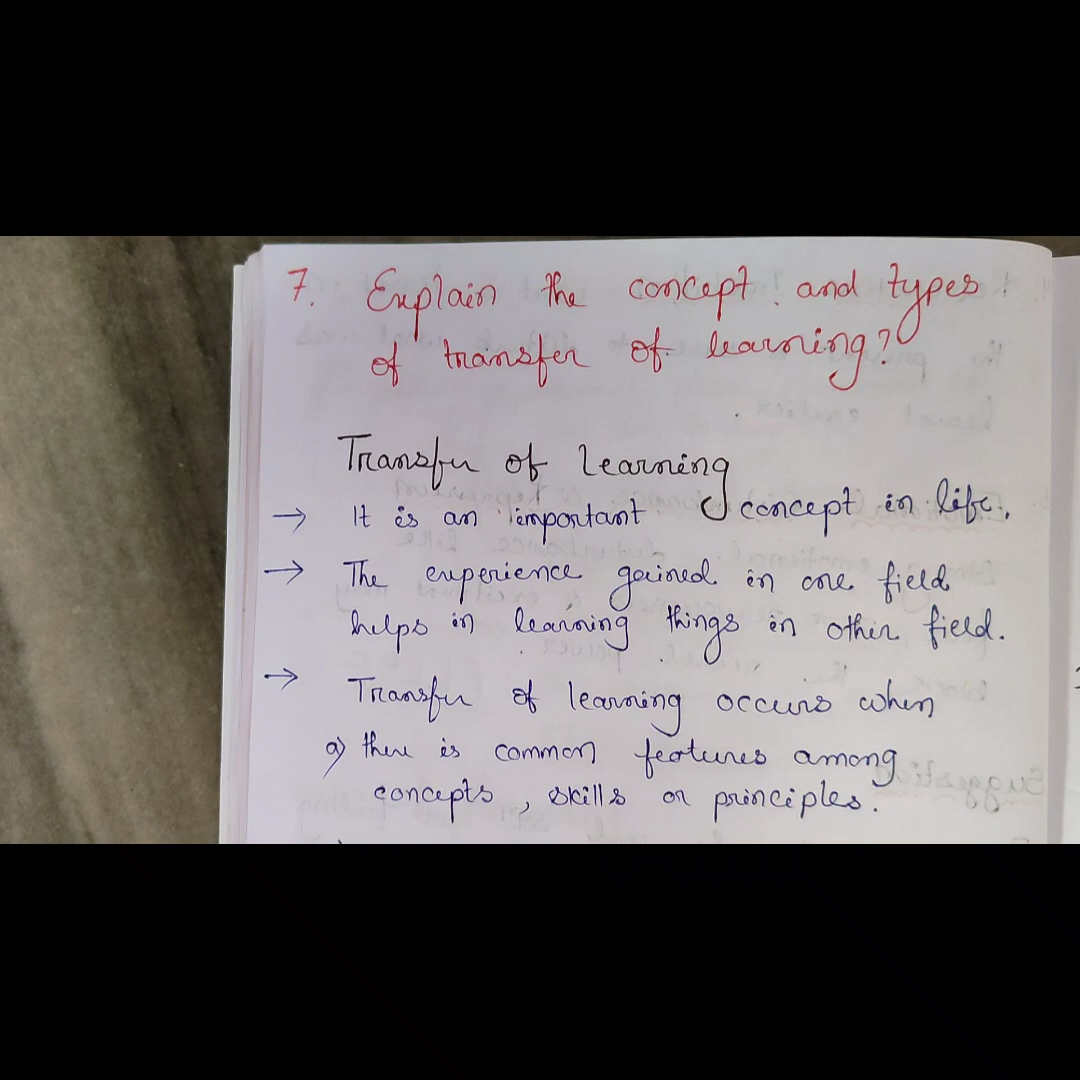 7. Explain the concept and types
of transfer of learning?
Transfer of learning
→ It is an important concept in life.
→ The experience gained in one field
helps in learning things in other field.
→ Transfer of learning occurs when
a) there is common features among
concepts, skills or principles.